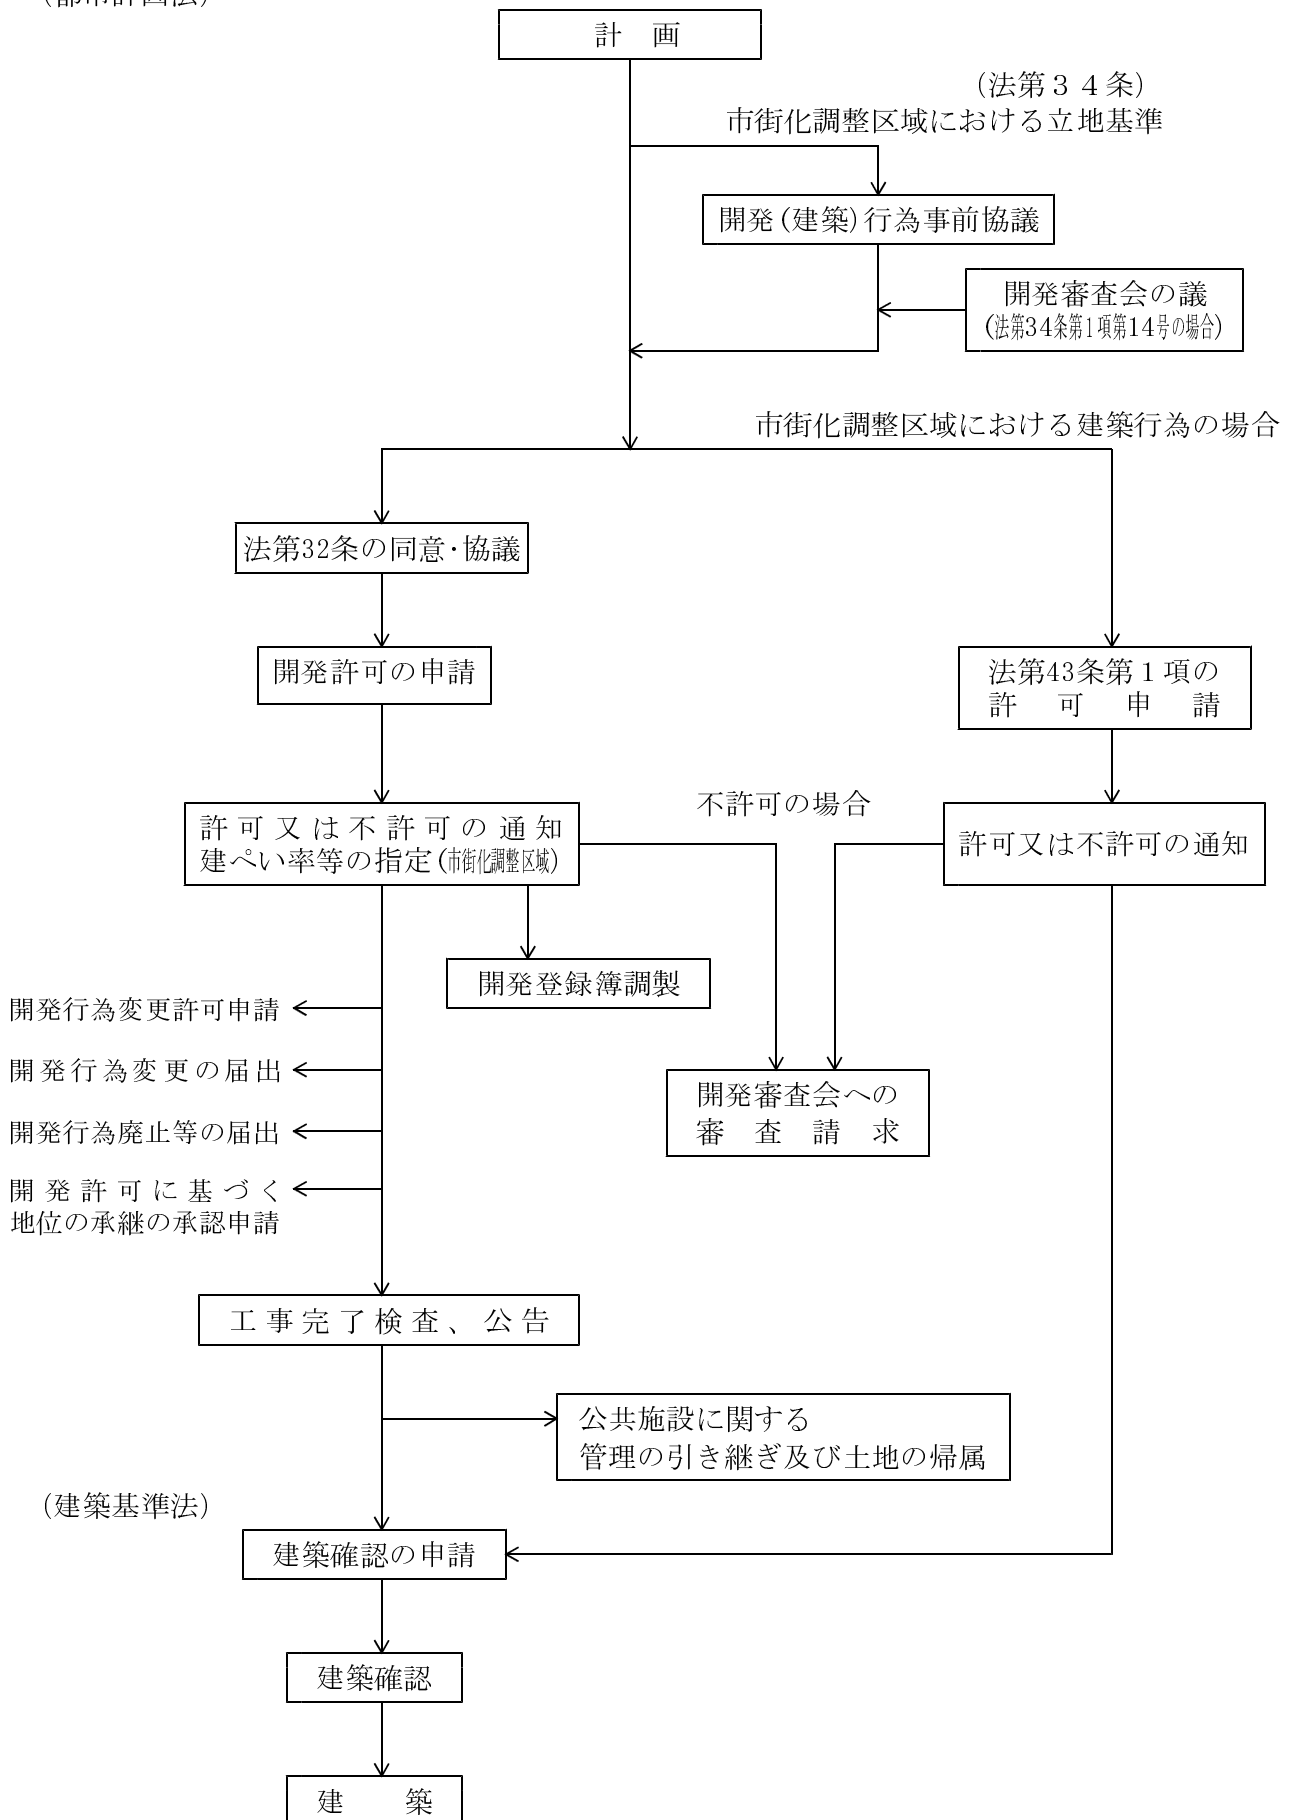 (都市計画法)
計　画
(法第３４条)
市街化調整区域における立地基準
開発(建築)行為事前協議
開発審査会の議
(法第34条第1項第14号の場合)
市街化調整区域における建築行為の場合
法第32条の同意・協議
開発許可の申請
法第43条第１項の
許　可　申　請
不許可の場合
許可又は不許可の通知
建ぺい率等の指定(市街化調整区域)
許可又は不許可の通知
開発登録簿調製
開発行為変更許可申請
開発行為変更の届出
開発行為廃止等の届出
開発許可に基づく
地位の承継の承認申請
開発審査会への
審　査　請　求
工事完了検査、公告
公共施設に関する
管理の引き継ぎ及び土地の帰属
(建築基準法)
建築確認の申請
建築確認
建　　築